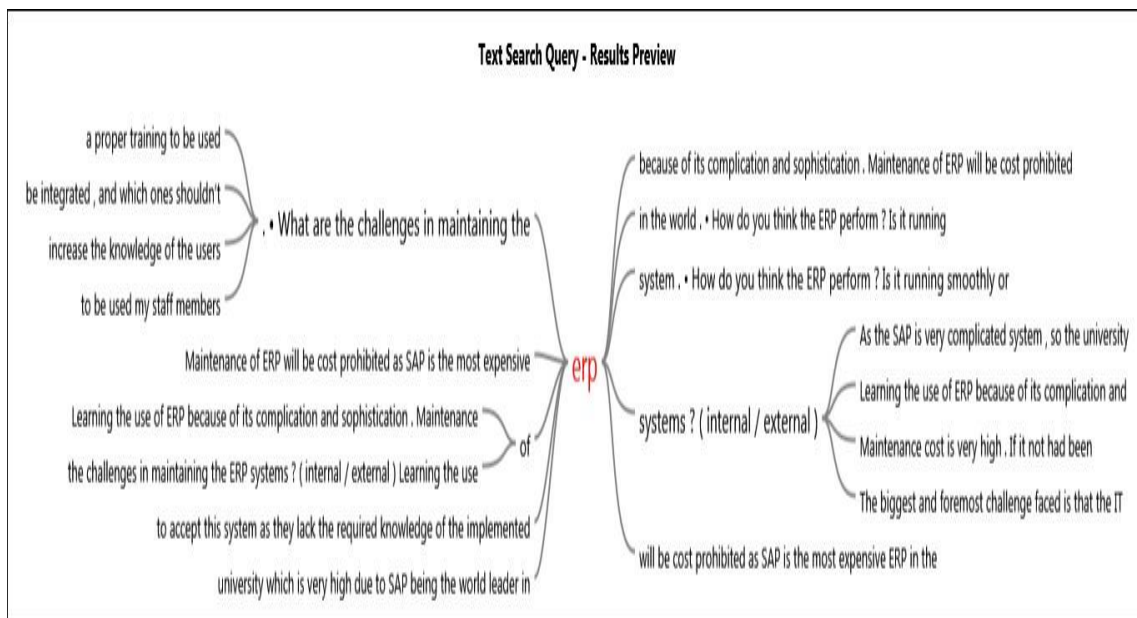 Text Search Query - Results Preview
a proper training to be used
be integrated , and which ones shouldn't
increase the knowledge of the users
to be used my staff members
. • What are the challenges in maintaining the
Maintenance of ERP will be cost prohibited as SAP is the most expensive
Learning the use of ERP because of its complication and sophistication . Maintenance
the challenges in maintaining the ERP systems ? ( internal / external ) Learning the use
of
to accept this system as they lack the required knowledge of the implemented
university which is very high due to SAP being the world leader in
erp
because of its complication and sophistication . Maintenance of ERP will be cost prohibited
in the world . • How do you think the ERP perform ? Is it running
system . • How do you think the ERP perform ? Is it running smoothly or
systems ? ( internal / external )
As the SAP is very complicated system , so the university
Learning the use of ERP because of its complication and
Maintenance cost is very high . If it not had been
The biggest and foremost challenge faced is that the IT
will be cost prohibited as SAP is the most expensive ERP in the